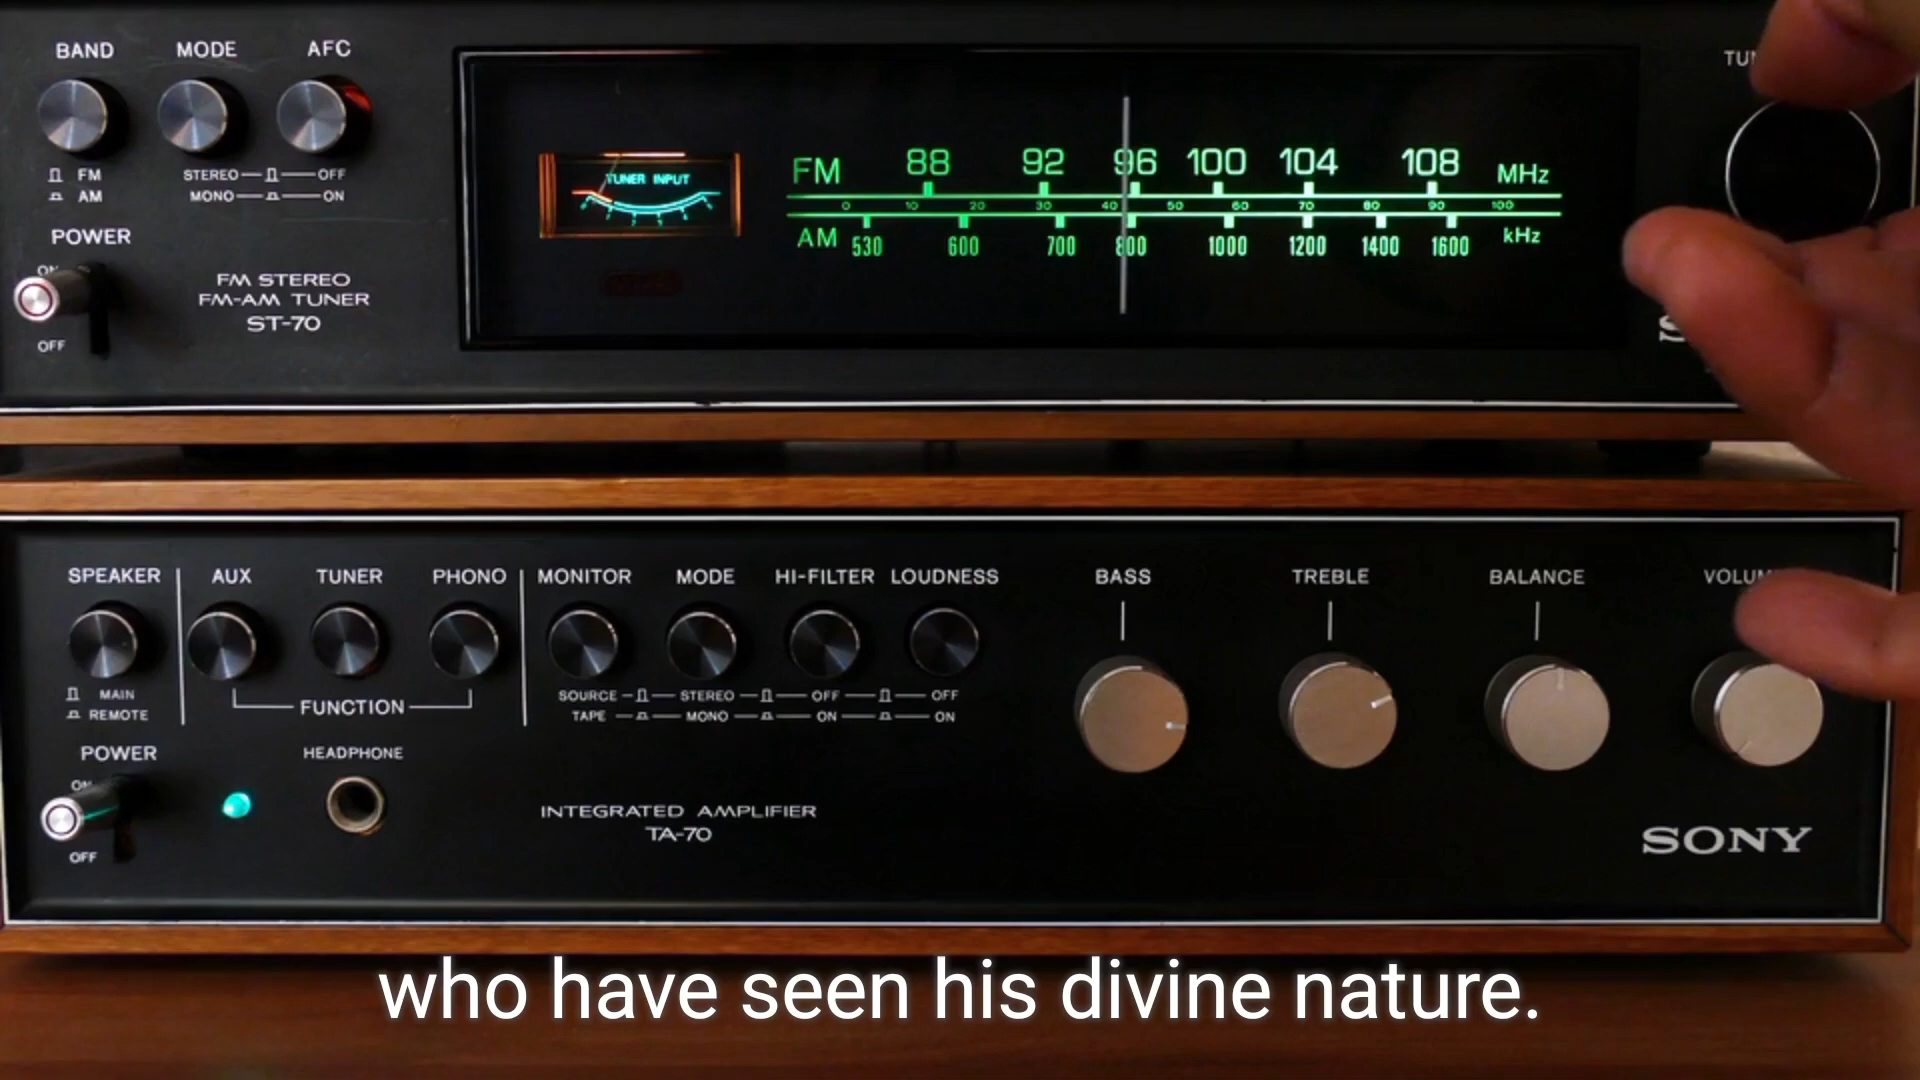 BAND MODE AFC
FM
AM
STEREO OFF
MONO ON
POWER
ON
OFF
FM STEREO
FM-AM TUNER
ST-70
TUNER INPUT
FM 88 92 96 100 104 108 MHz
0 10 20 30 40 50 60 70 80 90 100
AM 530 600 700 800 1000 1200 1400 1600 kHz
SPEAKER AUX TUNER PHONO MONITOR MODE HI-FILTER LOUDNESS BASS TREBLE BALANCE
MAIN
REMOTE
FUNCTION
SOURCE STEREO OFF OFF
TAPE MONO ON ON
POWER
ON
OFF
HEADPHONE
INTEGRATED AMPLIFIER
TA-70
SONY
who have seen his divine nature.